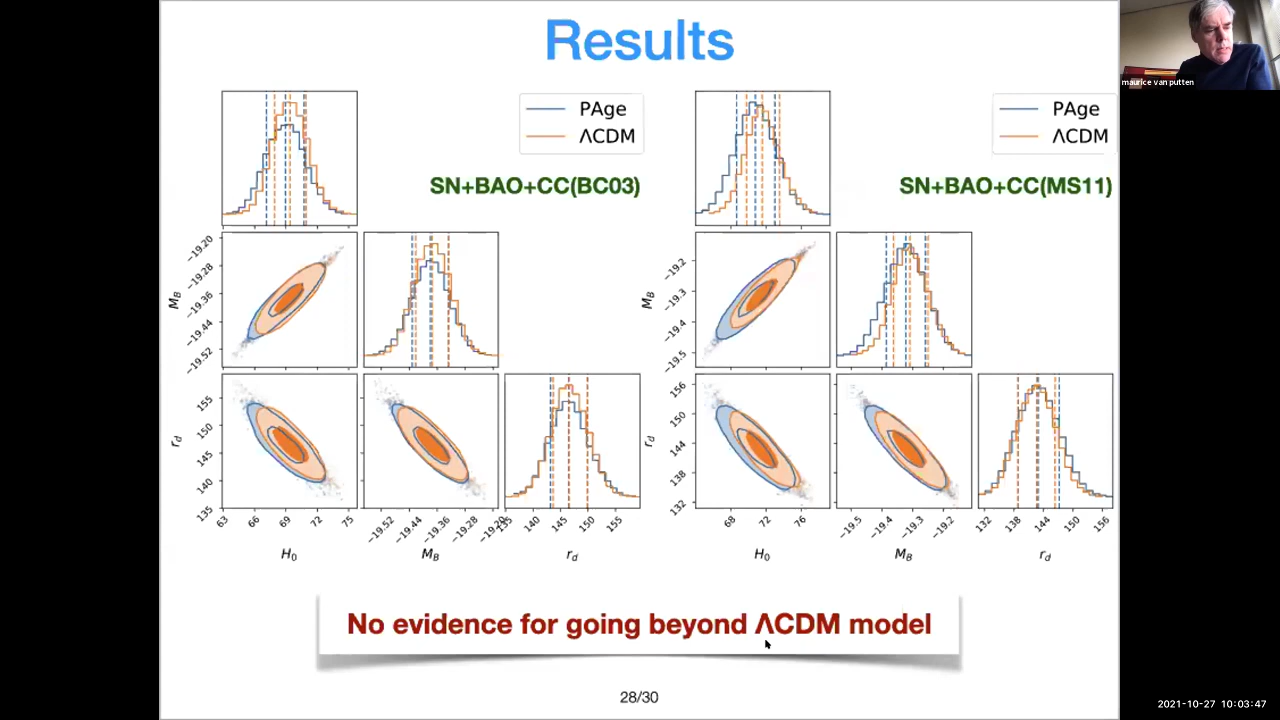 Results
PAge
ΛCDM
SN+BAO+CC(BC03)
PAge
ΛCDM
SN+BAO+CC(MS11)
maurice van putten
−19.20
−19.28
−19.36
−19.44
−19.52
M_B
155
150
145
140
135
r_d
63 66 69 72 75
−19.52 −19.44 −19.36 −19.28 −19.20
135 140 145 150 155
H_0
M_B
r_d
−19.2
−19.3
−19.4
−19.5
M_B
156
150
144
138
132
r_d
68 72 76
−19.5 −19.4 −19.3 −19.2
132 138 144 150 156
H_0
M_B
r_d
No evidence for going beyond ΛCDM model
28/30
2021-10-27 10:03:47